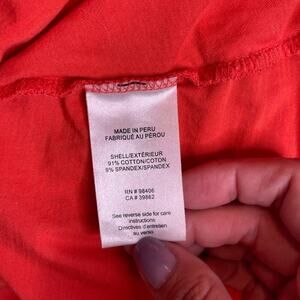 MADE IN PERU
FABRIQUÉ AU PÉROU
SHELL/EXTÉRIEUR
91% COTTON/COTON
9% SPANDEX/SPANDEX
RN # 98406
CA # 39862
See reverse side for care
instructions
Directives d'entretien
au verso